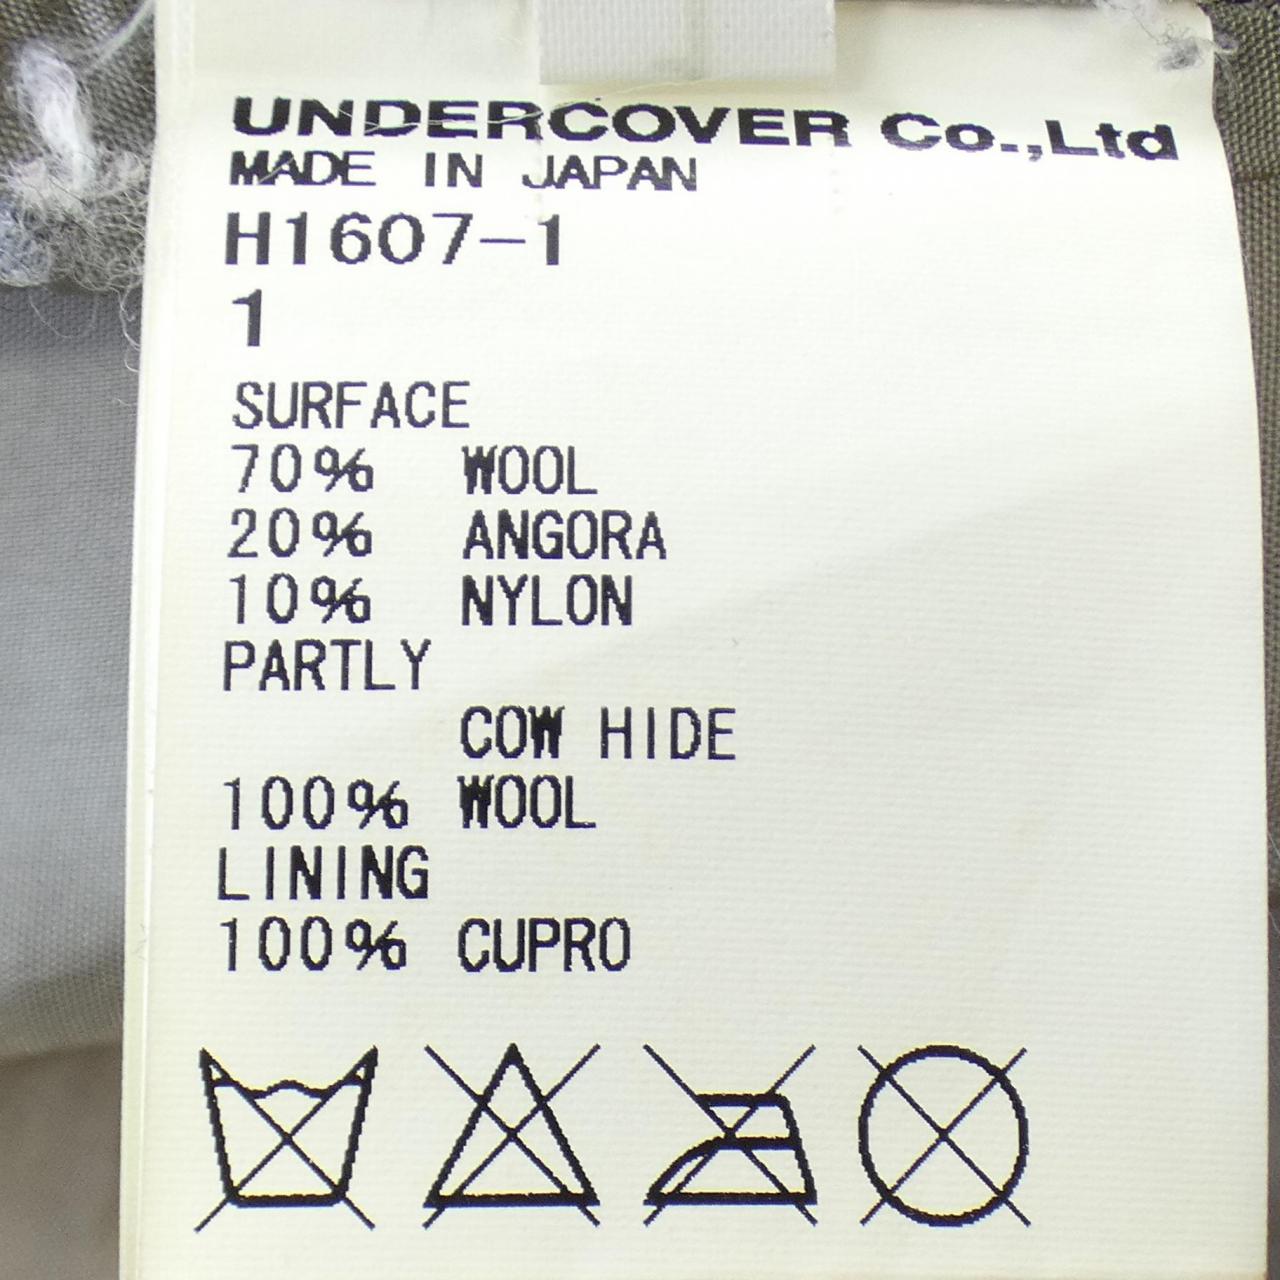 UNDERCOVER Co.,Ltd
MADE IN JAPAN
H1607-1
1
SURFACE
70% WOOL
20% ANGORA
10% NYLON
PARTLY
COW HIDE
100% WOOL
LINING
100% CUPRO